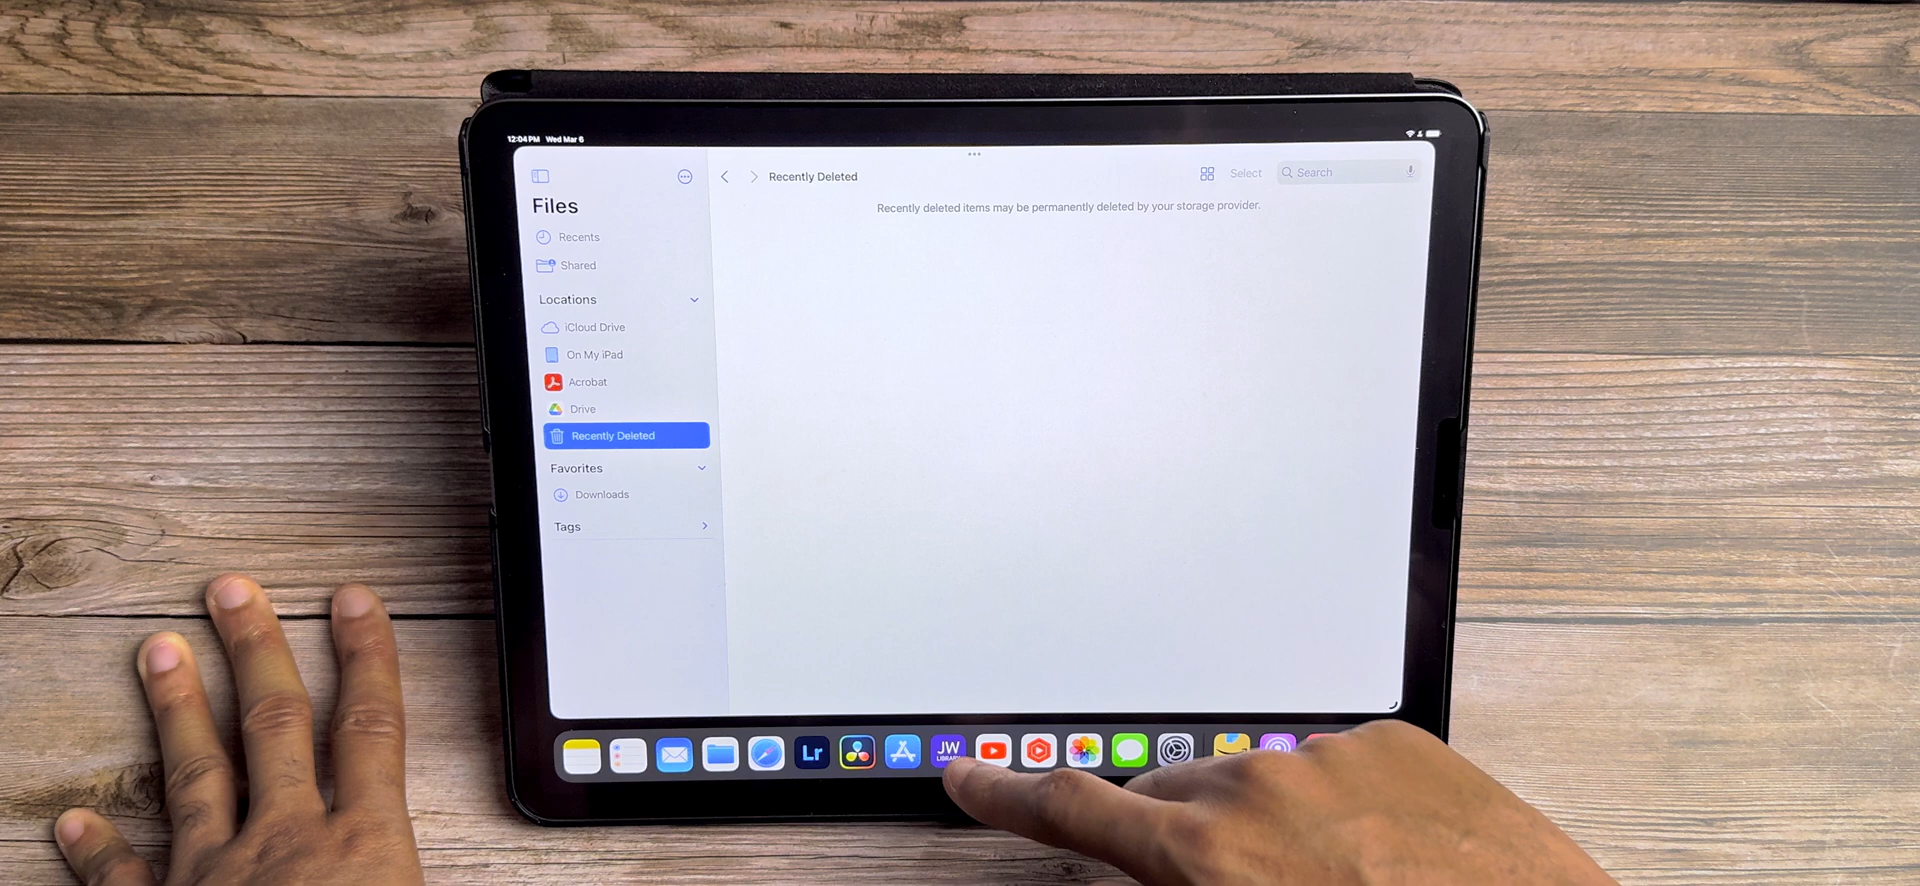 12:04 PM Wed Mar 6
Files
Recents
Shared
Locations
iCloud Drive
On My iPad
Acrobat
Drive
Recently Deleted
Favorites
Downloads
Tags
Recently Deleted
Select
Search
Recently deleted items may be permanently deleted by your storage provider.
Lr
JW
LIBRARY